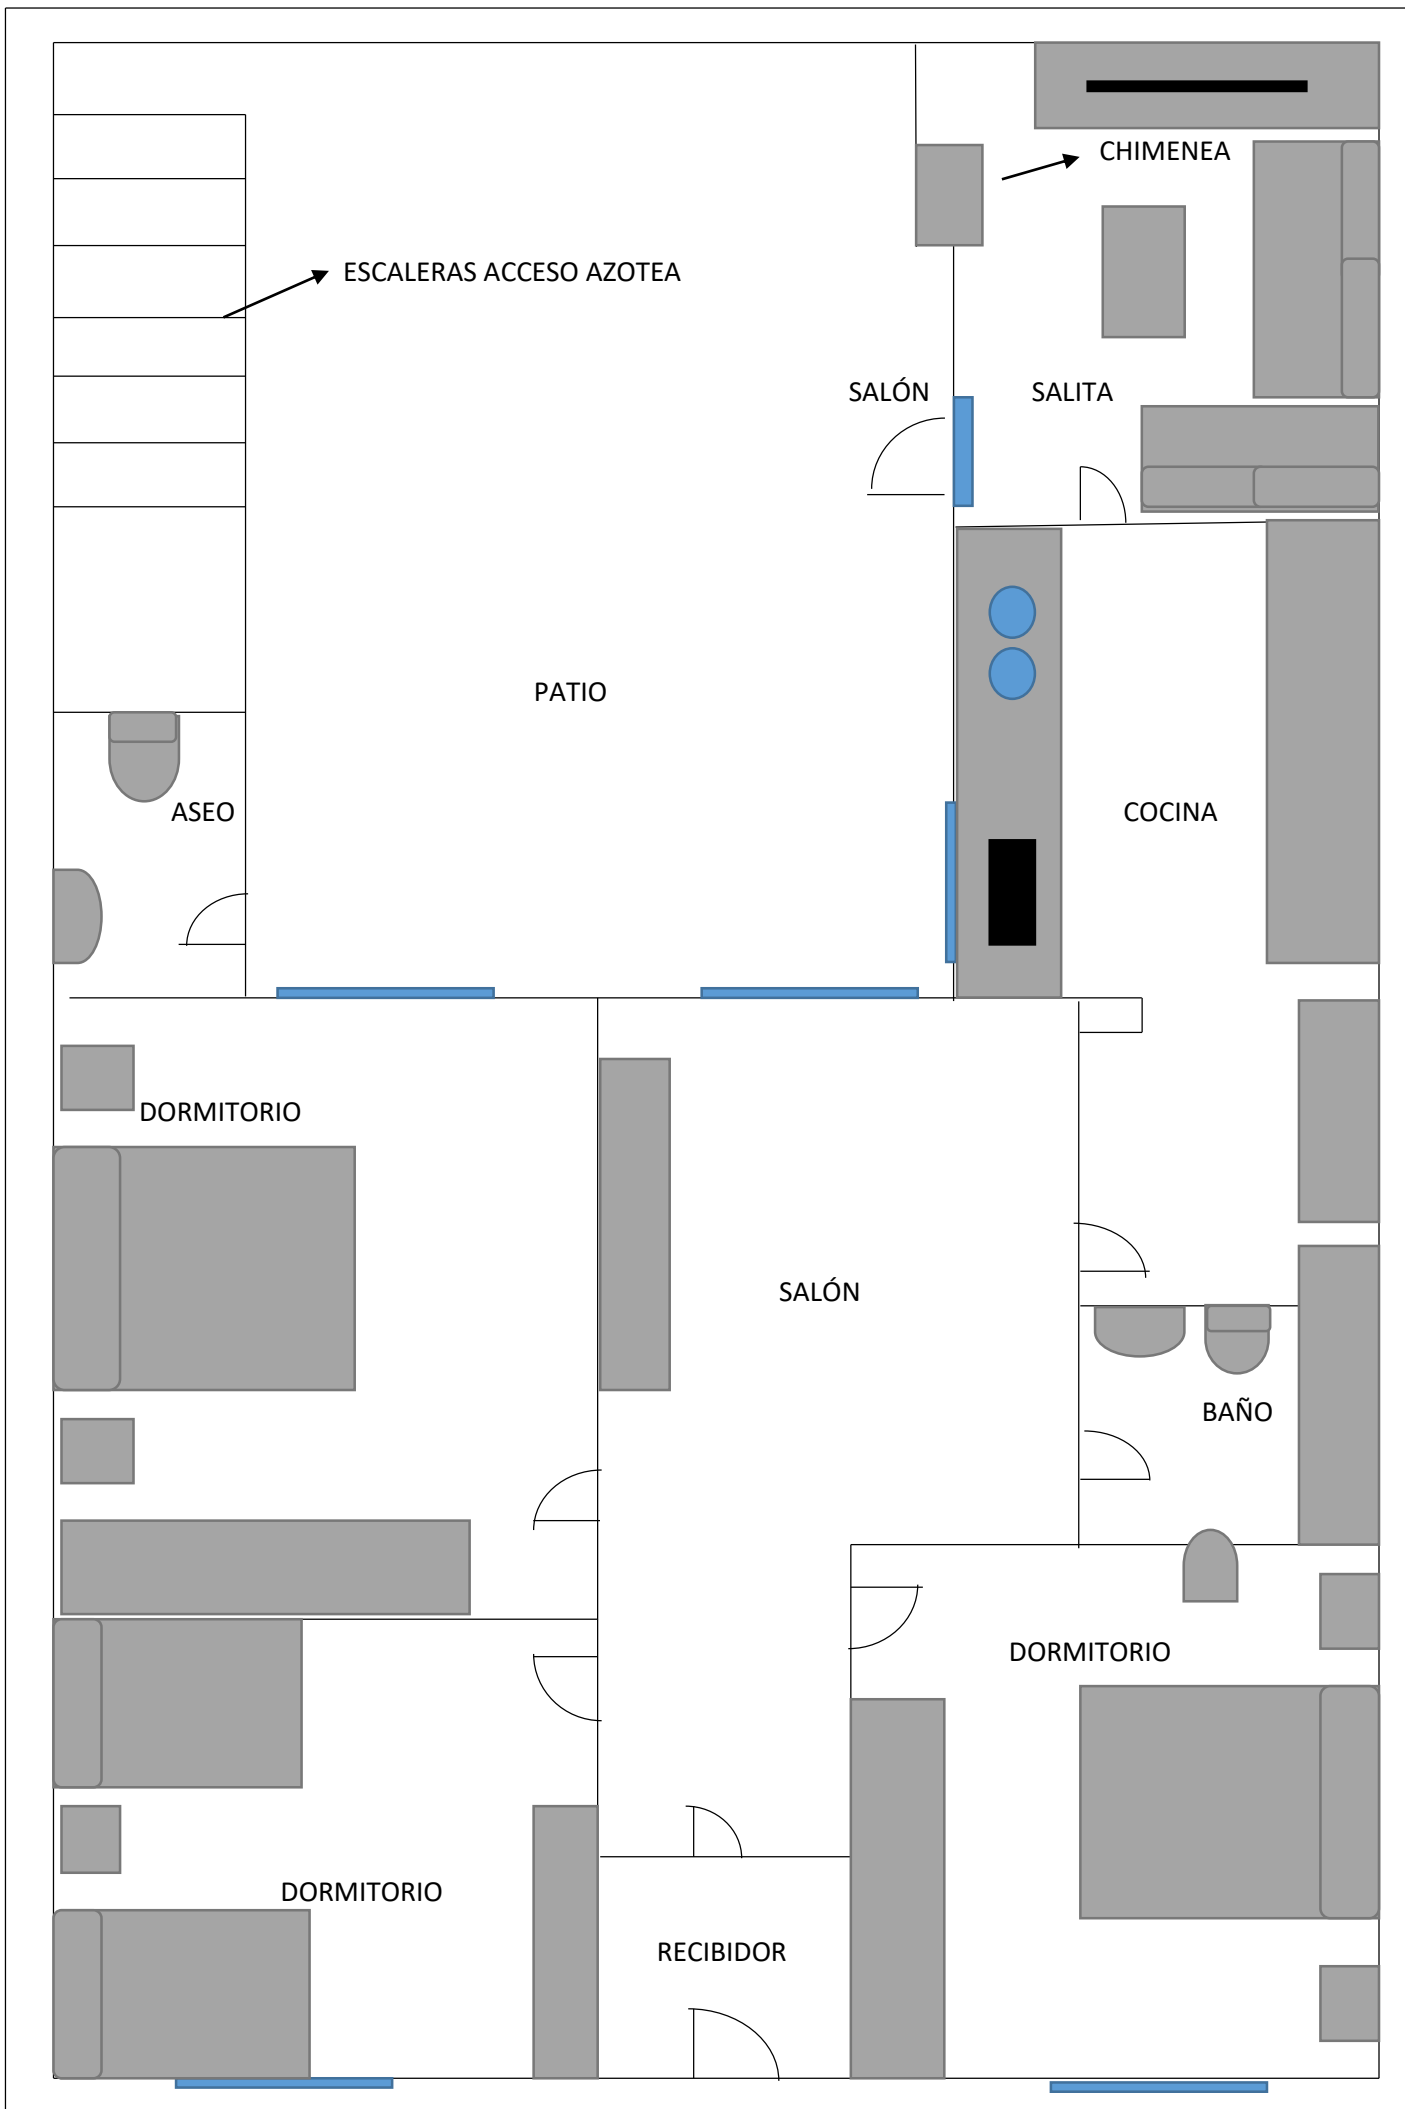 CHIMENEA
ESCALERAS ACCESO AZOTEA
SALÓN
SALITA
PATIO
ASEO
COCINA
DORMITORIO
SALÓN
BAÑO
DORMITORIO
DORMITORIO
RECIBIDOR